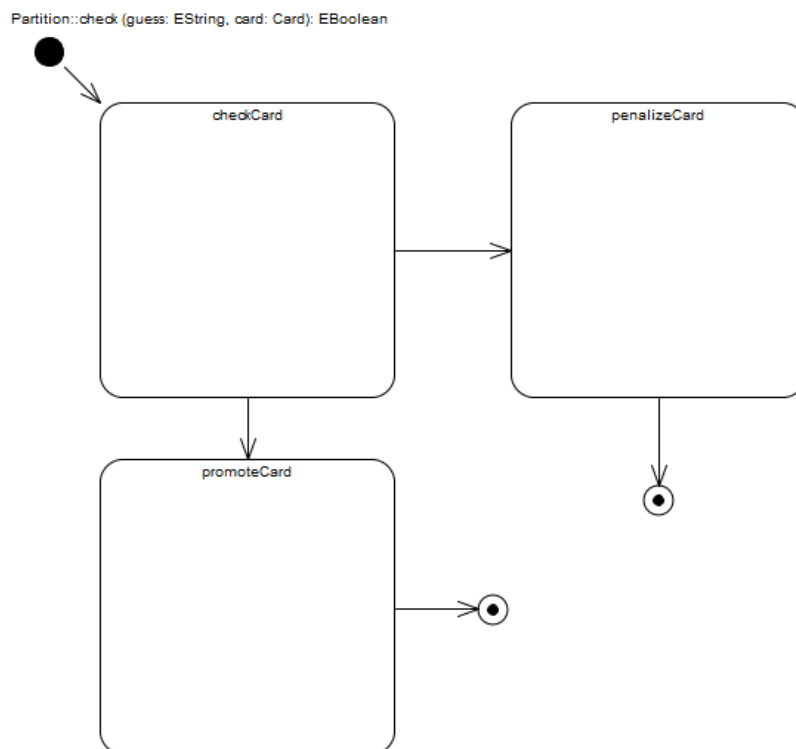 Partition::check (guess: EString, card: Card): EBoolean
checkCard
penalizeCard
promoteCard